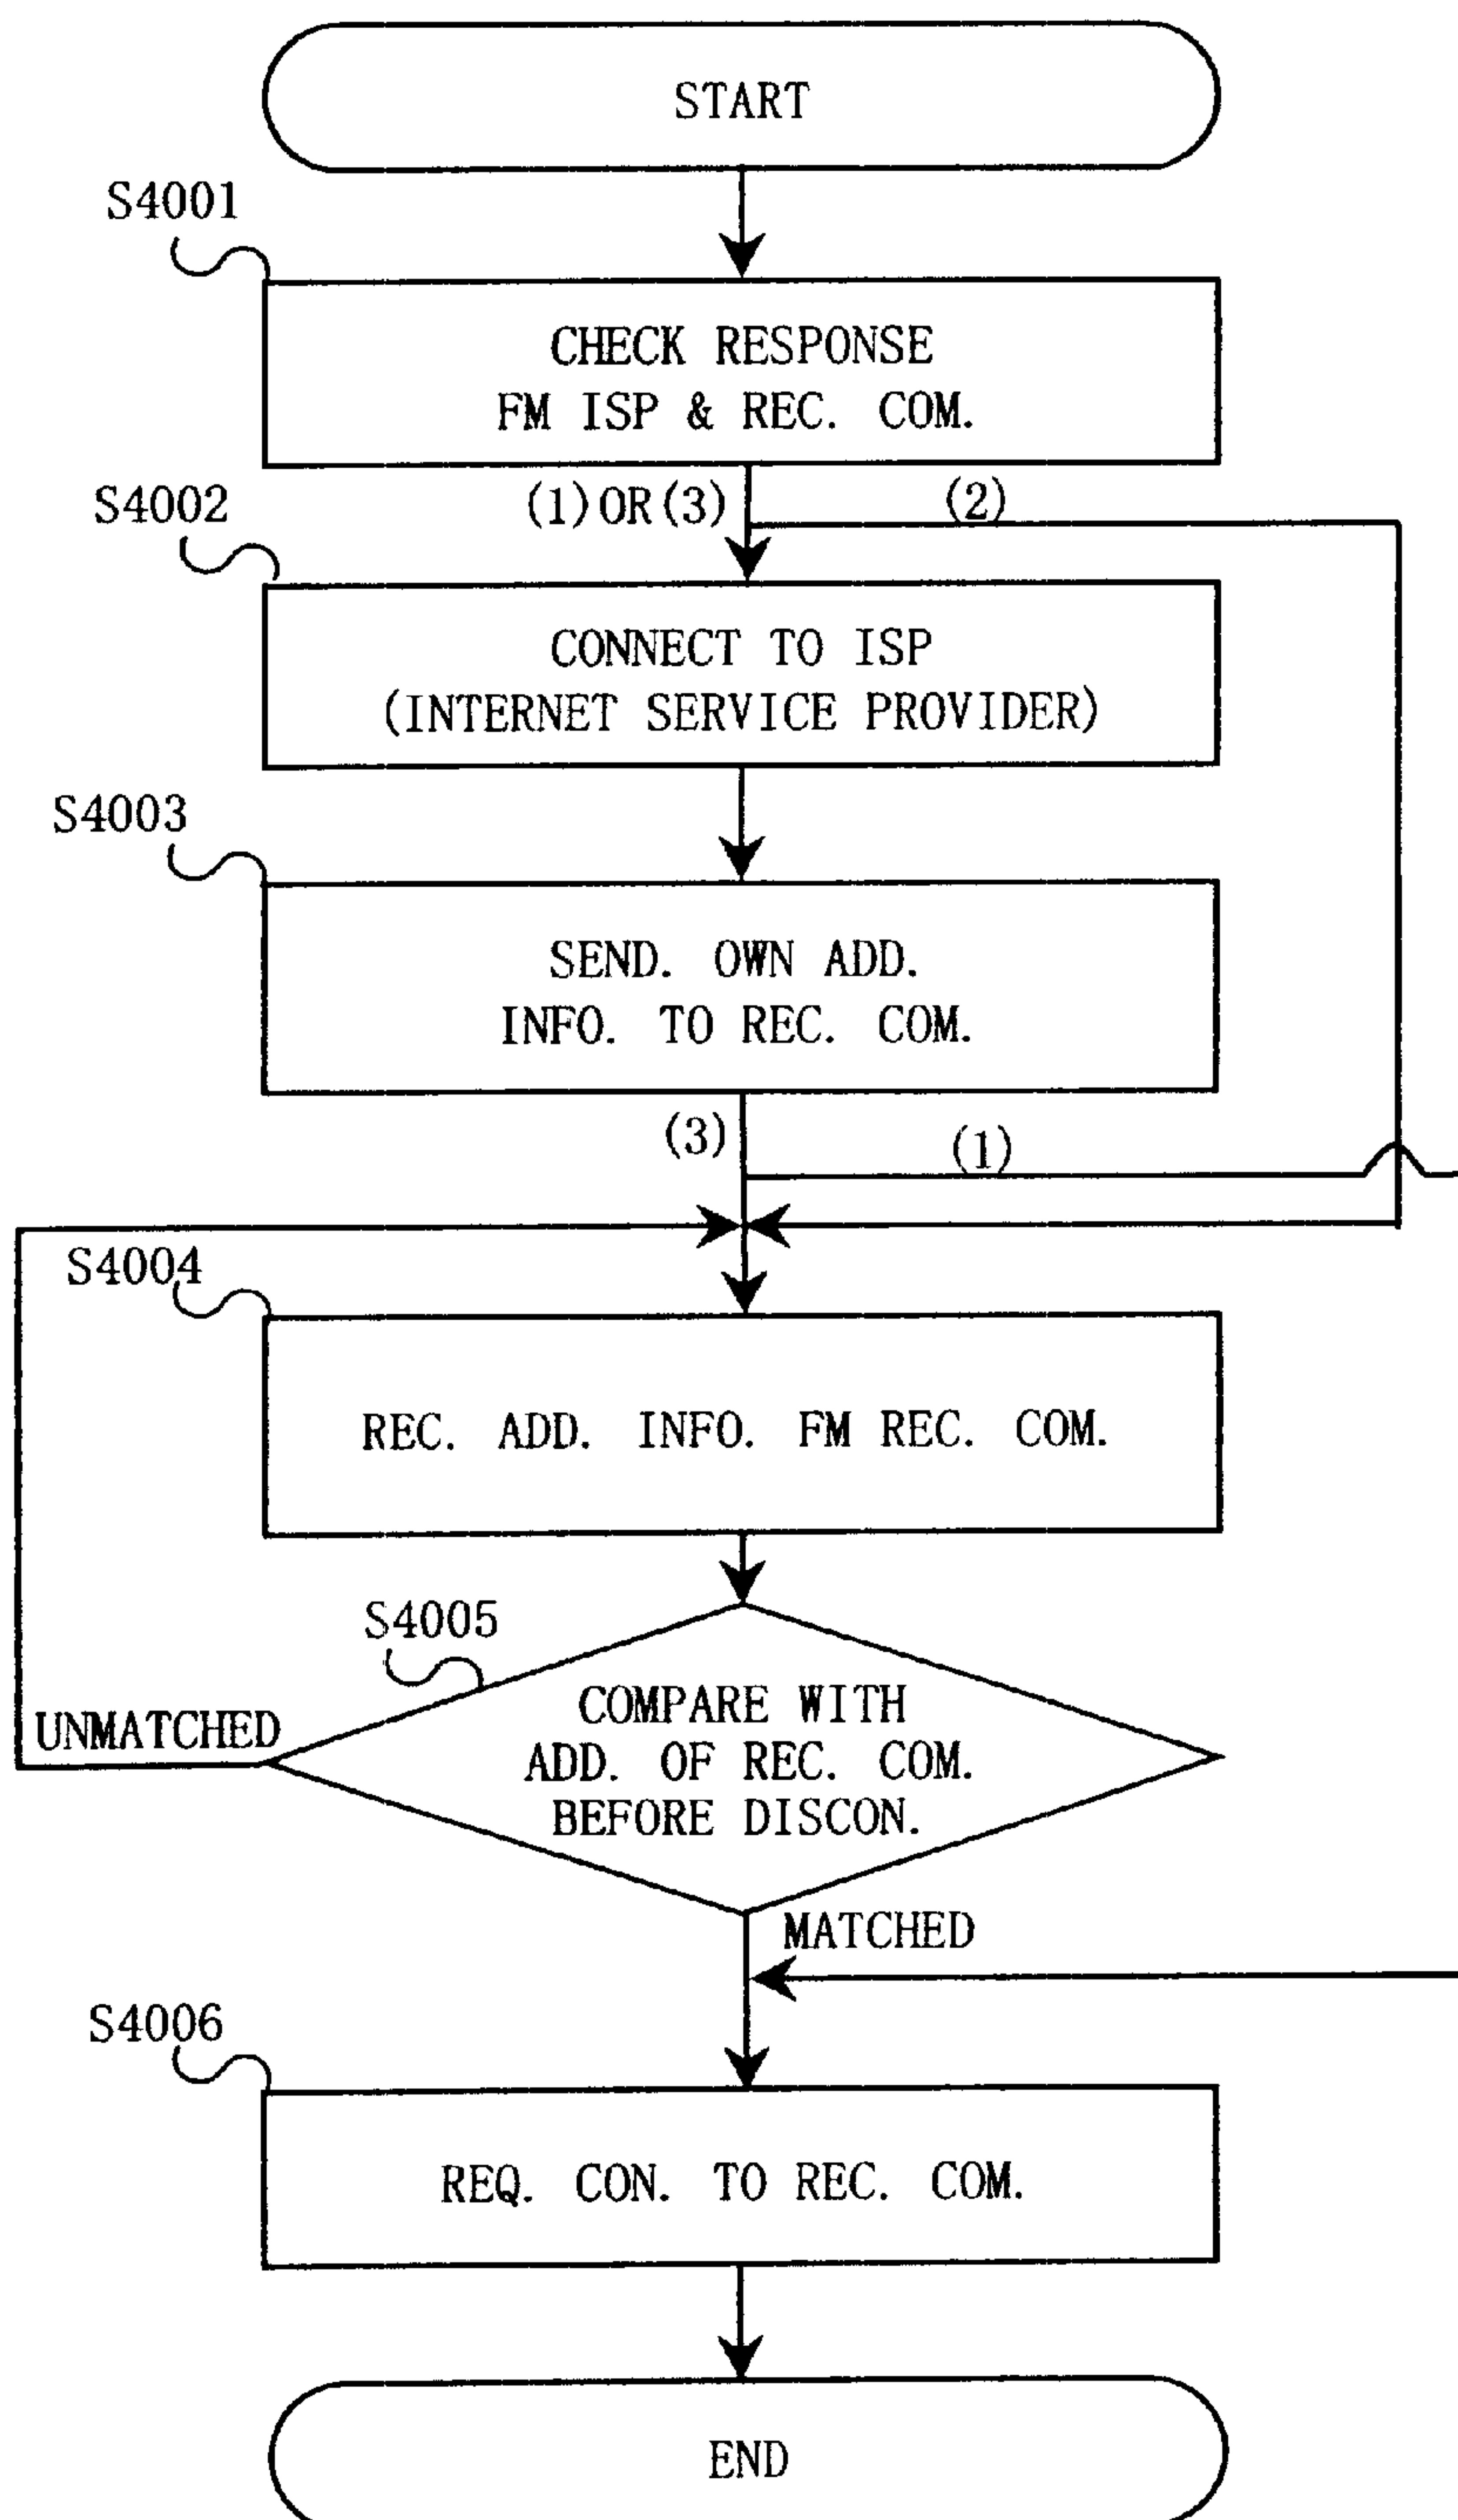 START
S4001
CHECK RESPONSE
FM ISP & REC. COM.
(1)OR(3)
(2)
S4002
CONNECT TO ISP
(INTERNET SERVICE PROVIDER)
S4003
SEND. OWN ADD.
INFO. TO REC. COM.
(3)
(1)
S4004
REC. ADD. INFO. FM REC. COM.
S4005
COMPARE WITH
ADD. OF REC. COM.
BEFORE DISCON.
UNMATCHED
MATCHED
S4006
REQ. CON. TO REC. COM.
END